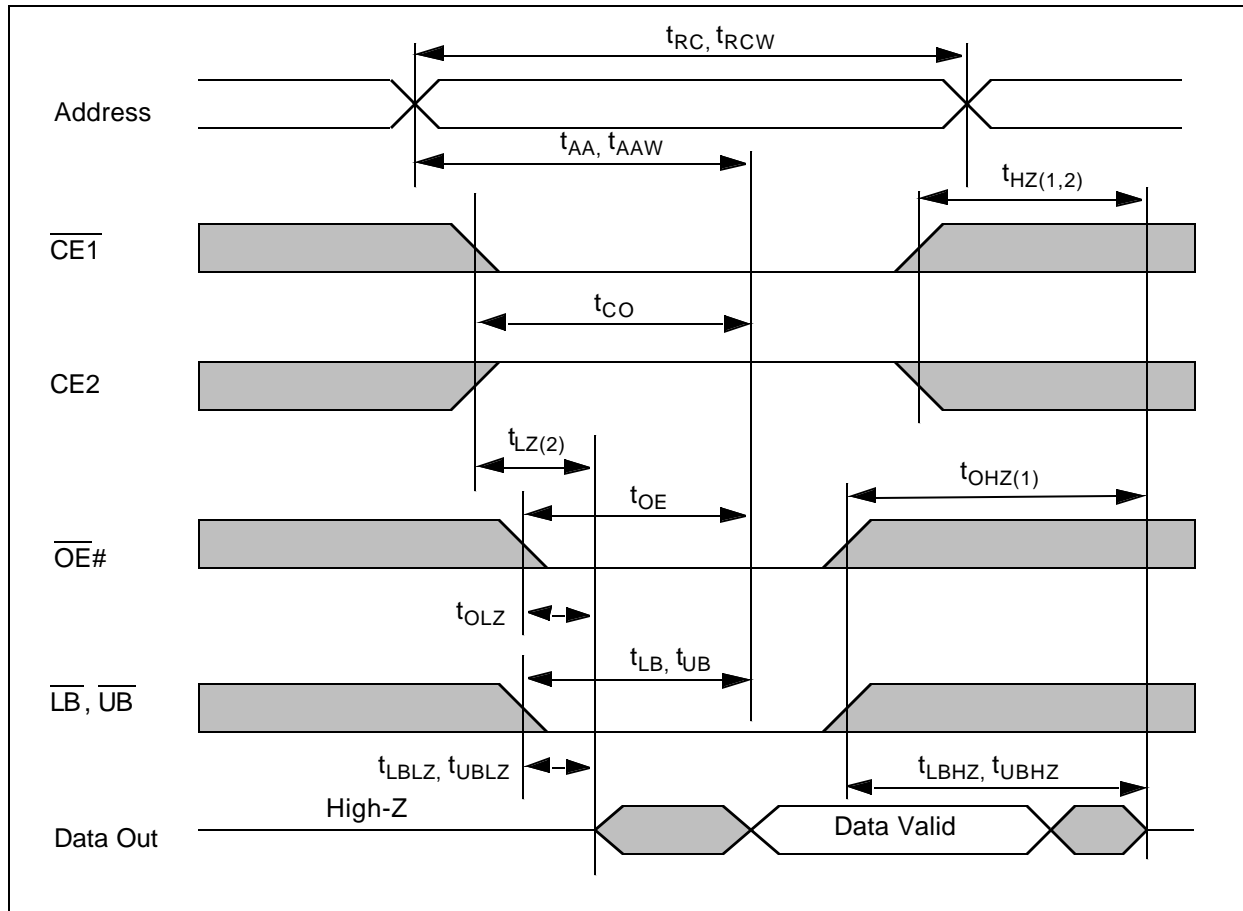 tRC, tRCW
Address
tAA, tAAW
tHZ(1,2)
CE1
tCO
CE2
tLZ(2)
tOHZ(1)
tOE
OE#
tOLZ
tLB, tUB
LB, UB
tLBLZ, tUBLZ
tLBHZ, tUBHZ
High-Z
Data Valid
Data Out